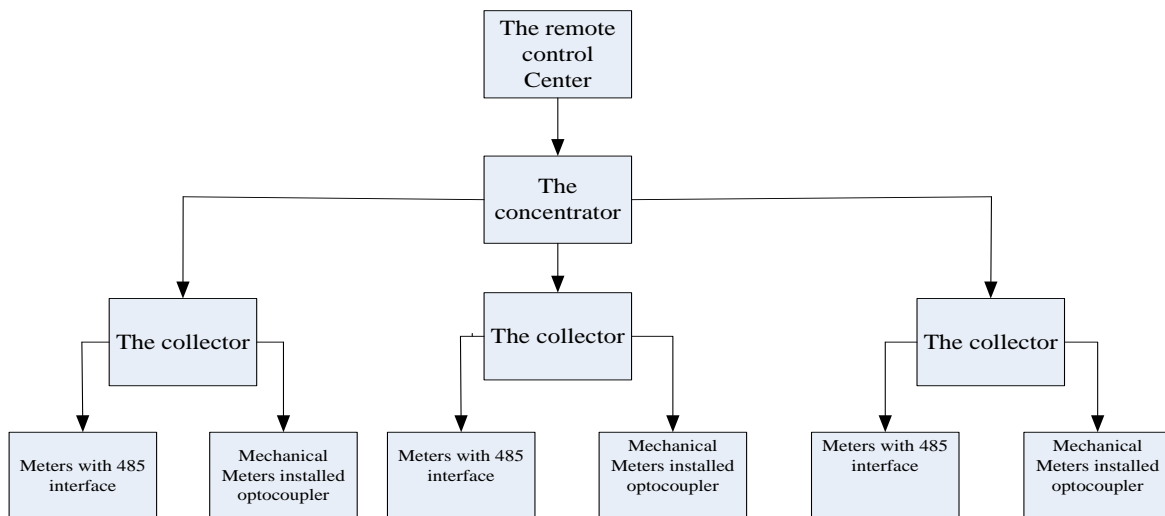 The remote
control
Center
The
concentrator
The collector
The collector
The collector
Meters with 485
interface
Mechanical
Meters installed
optocoupler
Meters with 485
interface
Mechanical
Meters installed
optocoupler
Meters with 485
interface
Mechanical
Meters installed
optocoupler